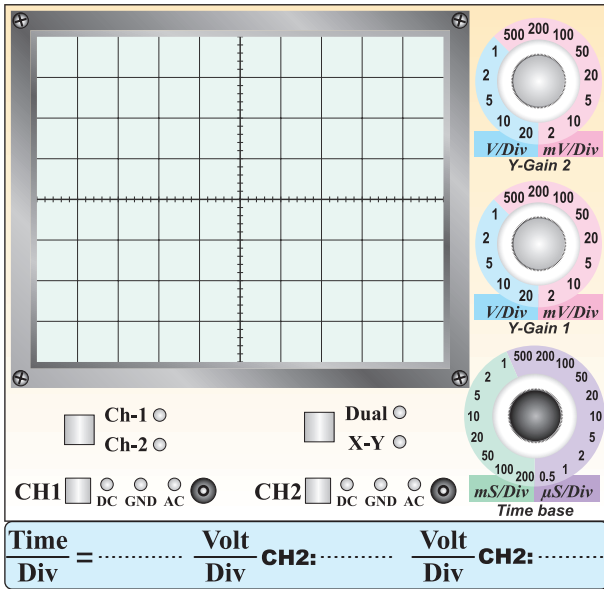 500 200 100
1 50
2 20
5 5
10 10
20 2
V/Div mV/Div
Y-Gain 2
500 200 100
1 50
2 20
5 5
10 10
20 2
V/Div mV/Div
Y-Gain 1
500 200
1 100
2 50
5 20
10 10
20 5
50 2
100 1
200 0.5
mS/Div μS/Div
Time base
Ch-1
Ch-2
Dual
X-Y
CH1 DC GND AC
CH2 DC GND AC
Time/Div = ........... Volt/Div CH2: ........... Volt/Div CH2: ...........